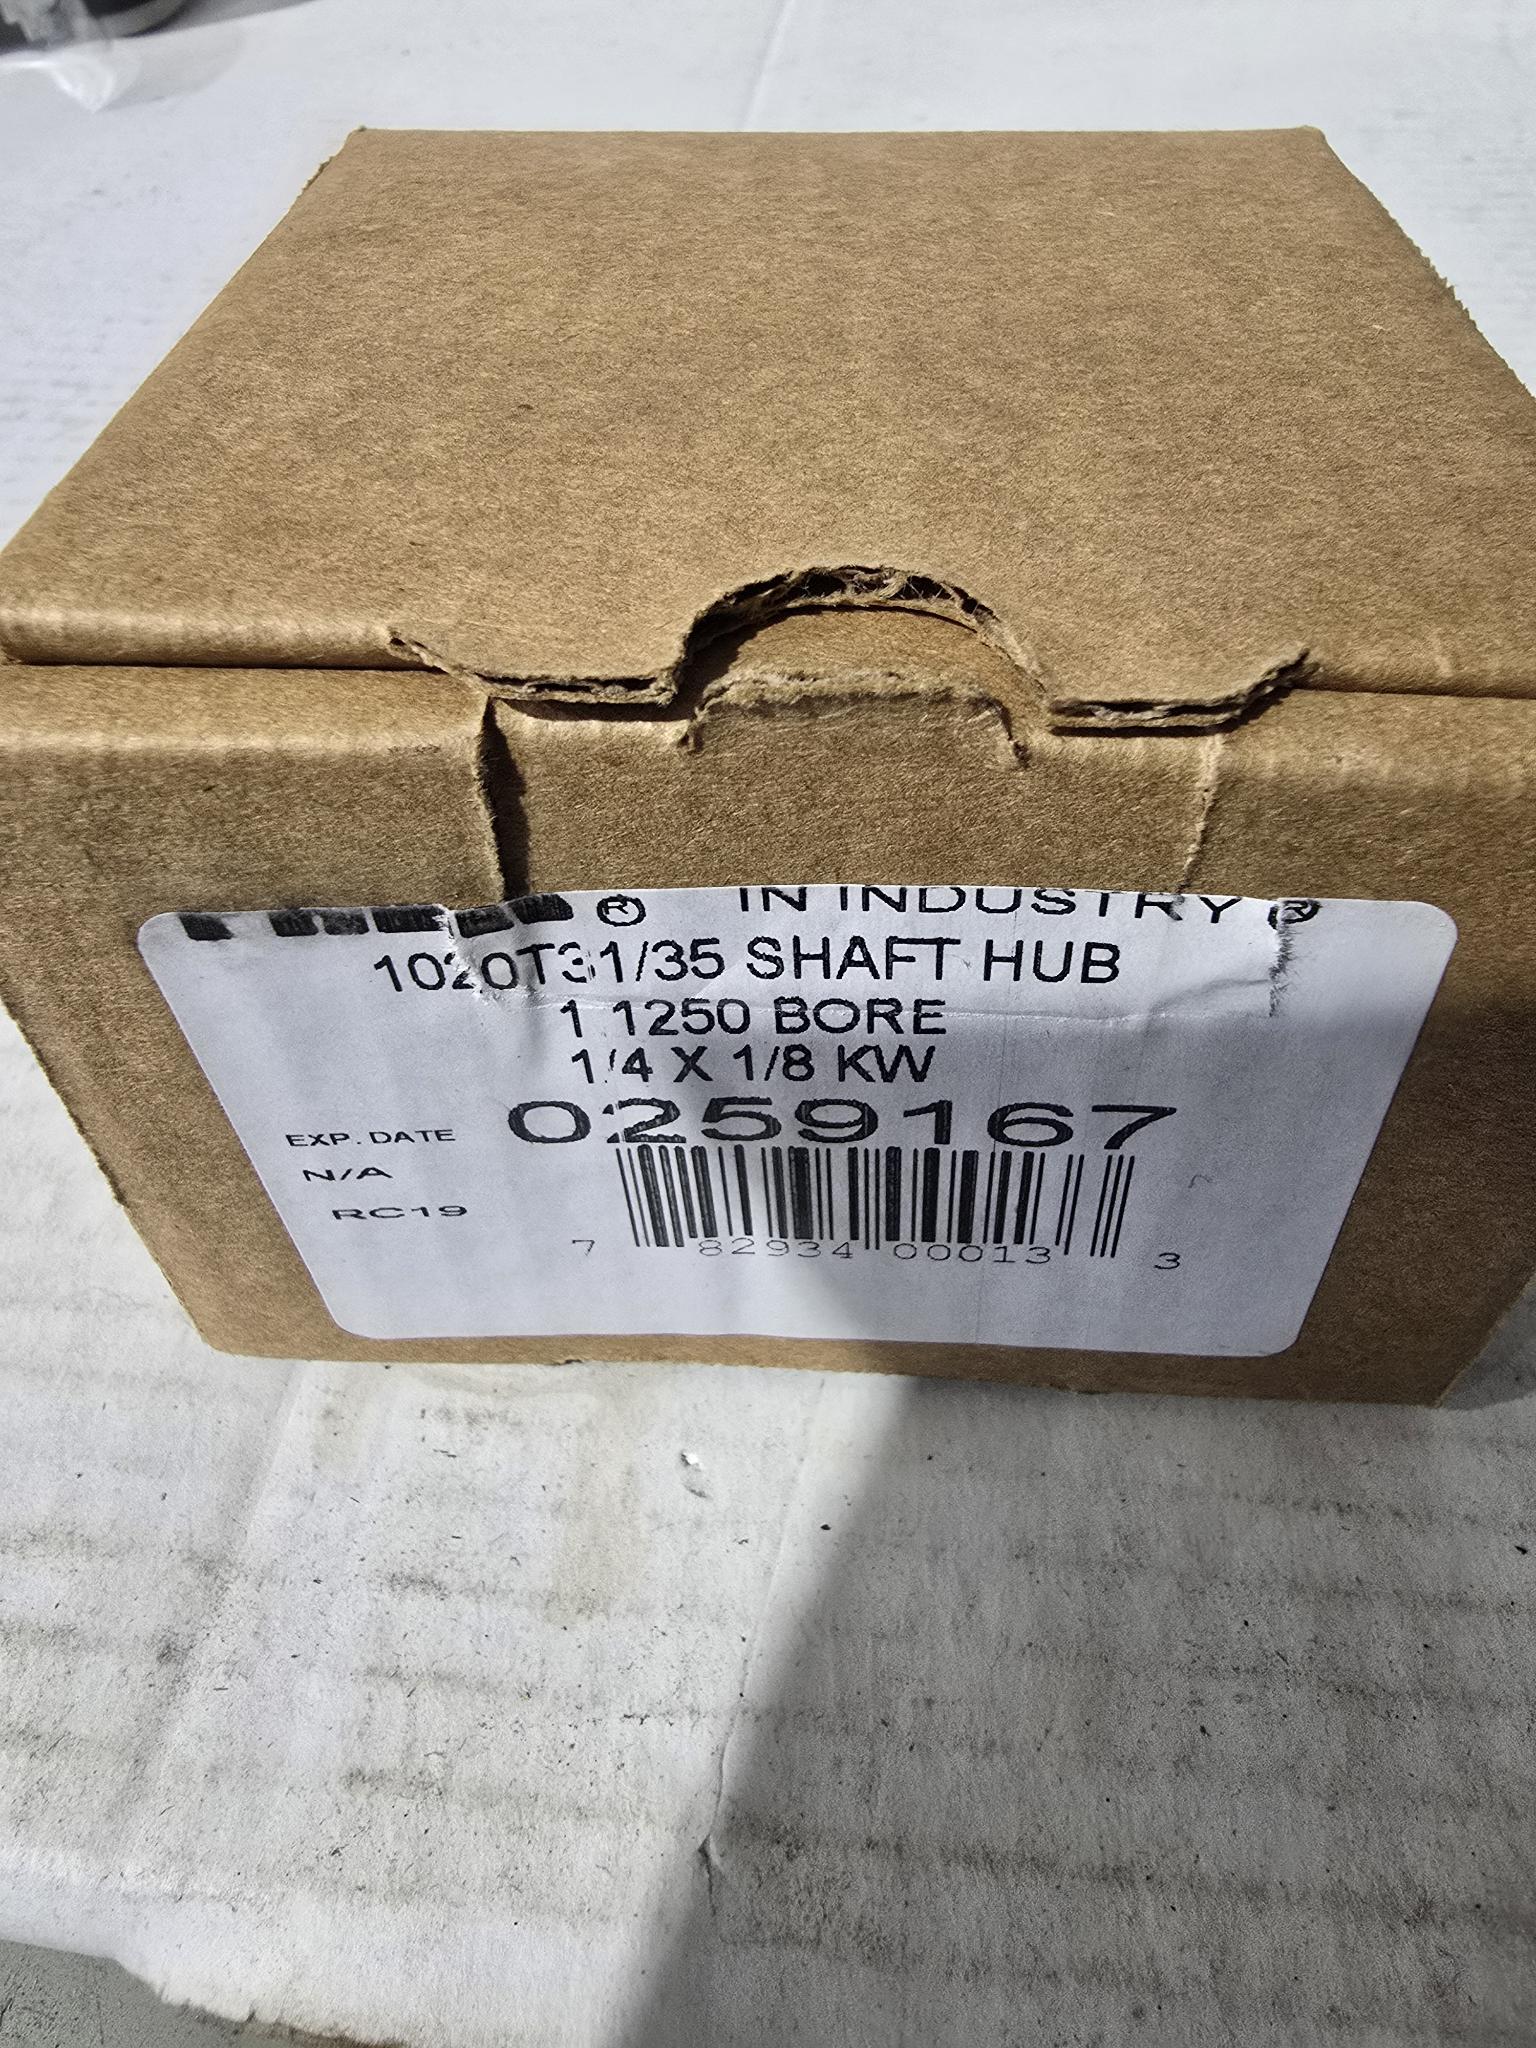 ® IN INDUSTRY ®
1020T31/35 SHAFT HUB
1 1250 BORE
1/4 X 1/8 KW
0259167
EXP. DATE
N/A
RC19
7 82934 00013 3